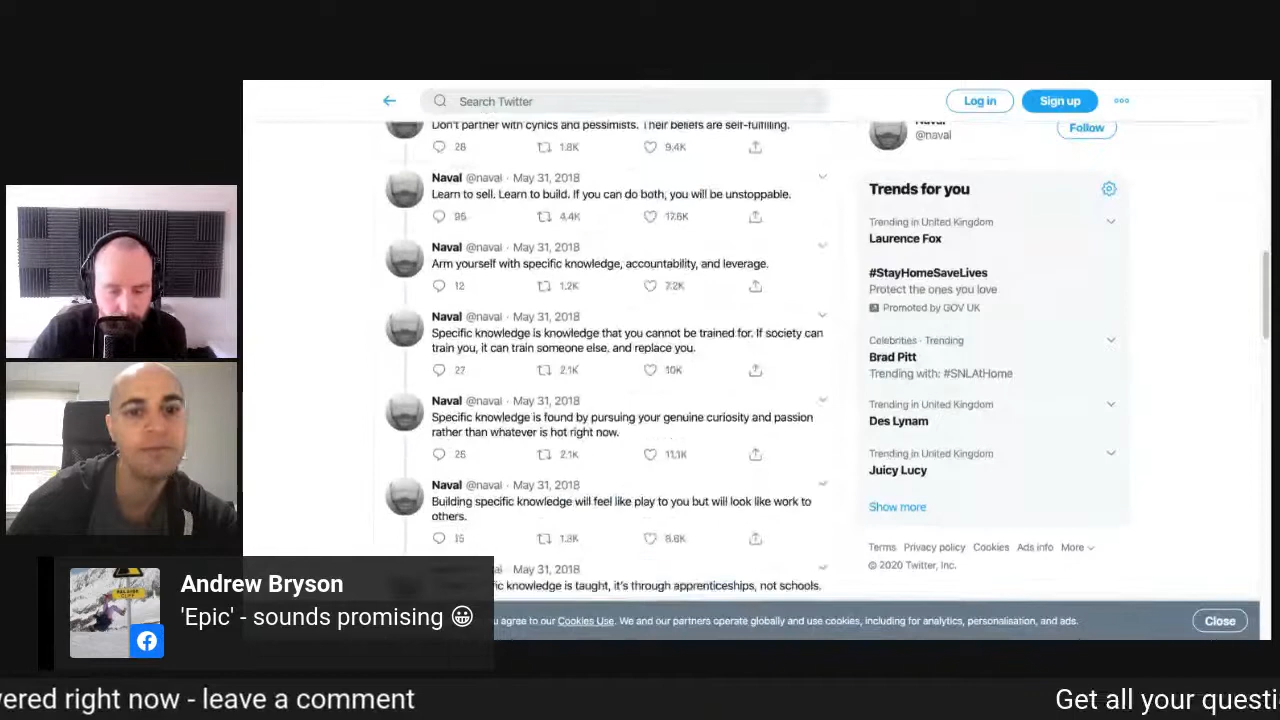 Search Twitter
Log in
Sign up
Don't partner with cynics and pessimists. Their beliefs are self-fulfilling.
28 1.8K 9.4K
Naval @naval · May 31, 2018
Learn to sell. Learn to build. If you can do both, you will be unstoppable.
96 4.4K 17.6K
Naval @naval · May 31, 2018
Arm yourself with specific knowledge, accountability, and leverage.
12 1.2K 7.2K
Naval @naval · May 31, 2018
Specific knowledge is knowledge that you cannot be trained for. If society can
train you, it can train someone else, and replace you.
27 2.1K 10K
Naval @naval · May 31, 2018
Specific knowledge is found by pursuing your genuine curiosity and passion
rather than whatever is hot right now.
25 2.1K 11.1K
Naval @naval · May 31, 2018
Building specific knowledge will feel like play to you but will look like work to
others.
15 1.3K 8.6K
May 31, 2018
knowledge is taught, it's through apprenticeships, not schools.
Naval
@naval
Follow
Trends for you
Trending in United Kingdom
Laurence Fox
#StayHomeSaveLives
Protect the ones you love
Promoted by GOV UK
Celebrities · Trending
Brad Pitt
Trending with: #SNLAtHome
Trending in United Kingdom
Des Lynam
Trending in United Kingdom
Juicy Lucy
Show more
Terms Privacy policy Cookies Ads info More
© 2020 Twitter, Inc.
agree to our Cookies Use. We and our partners operate globally and use cookies, including for analytics, personalisation, and ads.
Close
Andrew Bryson
'Epic' - sounds promising 😀
wered right now - leave a comment
Get all your questi